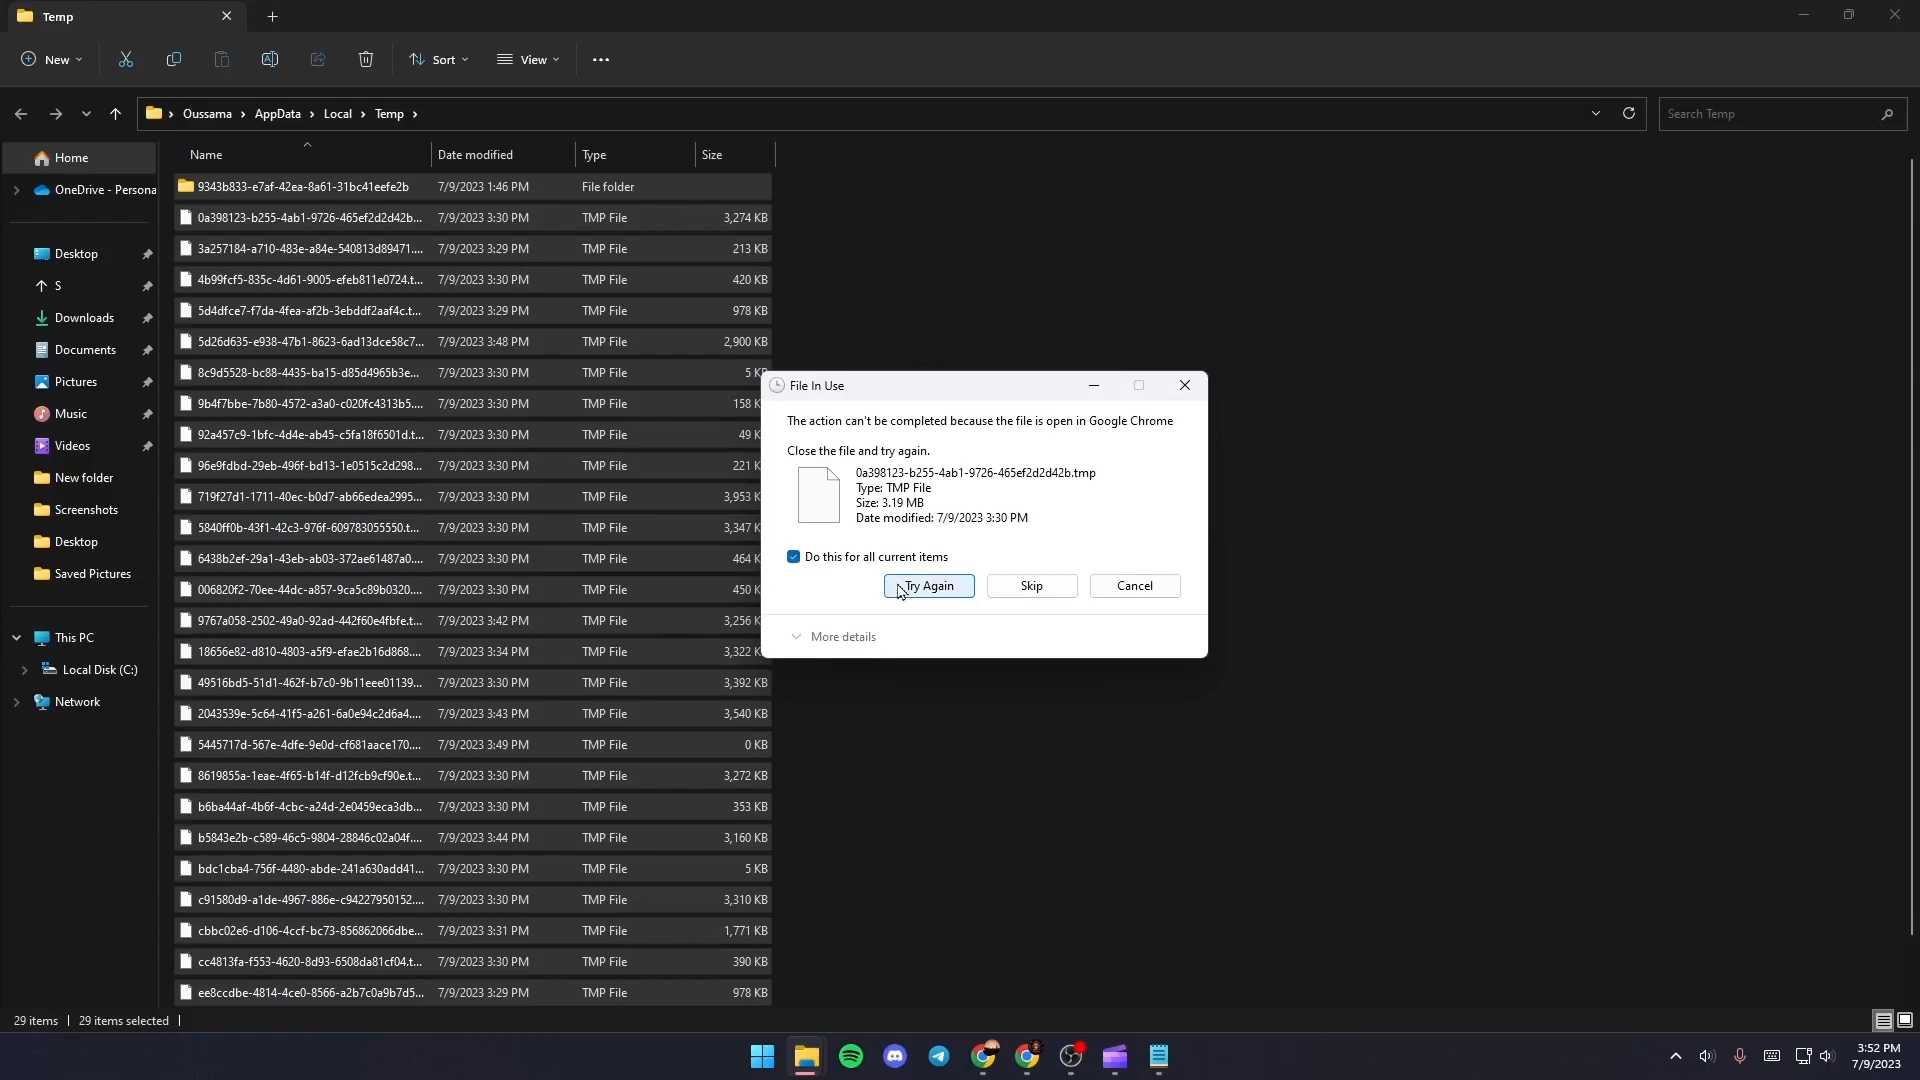 Temp
New
Sort
View
Oussama › AppData › Local › Temp ›
Search Temp
Home
OneDrive - Persona
Desktop
S
Downloads
Documents
Pictures
Music
Videos
New folder
Screenshots
Desktop
Saved Pictures
This PC
Local Disk (C:)
Network
Name Date modified Type Size
9343b833-e7af-42ea-8a61-31bc41eefe2b 7/9/2023 1:46 PM File folder
0a398123-b255-4ab1-9726-465ef2d2d42b... 7/9/2023 3:30 PM TMP File 3,274 KB
3a257184-a710-483e-a84e-540813d89471.... 7/9/2023 3:29 PM TMP File 213 KB
4b99fcf5-835c-4d61-9005-efeb811e0724.t... 7/9/2023 3:30 PM TMP File 420 KB
5d4dfce7-f7da-4fea-af2b-3ebddf2aaf4c.t... 7/9/2023 3:29 PM TMP File 978 KB
5d26d635-e938-47b1-8623-6ad13dce58c7... 7/9/2023 3:48 PM TMP File 2,900 KB
8c9d5528-bc88-4435-ba15-d85d4965b3e... 7/9/2023 3:30 PM TMP File 5 KB
9b4f7bbe-7b80-4572-a3a0-c020fc4313b5.... 7/9/2023 3:30 PM TMP File 158 K
92a457c9-1bfc-4d4e-ab45-c5fa18f6501d.t... 7/9/2023 3:30 PM TMP File 49 K
96e9fdbd-29eb-496f-bd13-1e0515c2d298... 7/9/2023 3:30 PM TMP File 221 K
719f27d1-1711-40ec-b0d7-ab66edea2995... 7/9/2023 3:30 PM TMP File 3,953 K
5840ff0b-43f1-42c3-976f-609783055550.t... 7/9/2023 3:30 PM TMP File 3,347 K
6438b2ef-29a1-43eb-ab03-372ae61487a0.... 7/9/2023 3:30 PM TMP File 464 K
006820f2-70ee-44dc-a857-9ca5c89b0320.... 7/9/2023 3:30 PM TMP File 450 K
9767a058-2502-49a0-92ad-442f60e4fbfe.t... 7/9/2023 3:42 PM TMP File 3,256 K
18656e82-d810-4803-a5f9-efae2b16d868.... 7/9/2023 3:34 PM TMP File 3,322 K
49516bd5-51d1-462f-b7c0-9b11eee01139... 7/9/2023 3:30 PM TMP File 3,392 KB
2043539e-5c64-41f5-a261-6a0e94c2d6a4.... 7/9/2023 3:43 PM TMP File 3,540 KB
5445717d-567e-4dfe-9e0d-cf681aace170.... 7/9/2023 3:49 PM TMP File 0 KB
8619855a-1eae-4f65-b14f-d12fcb9cf90e.t... 7/9/2023 3:30 PM TMP File 3,272 KB
b6ba44af-4b6f-4cbc-a24d-2e0459eca3db... 7/9/2023 3:30 PM TMP File 353 KB
b5843e2b-c589-46c5-9804-28846c02a04f.... 7/9/2023 3:44 PM TMP File 3,160 KB
bdc1cba4-756f-4480-abde-241a630add41... 7/9/2023 3:30 PM TMP File 5 KB
c91580d9-a1de-4967-886e-c94227950152.... 7/9/2023 3:30 PM TMP File 3,310 KB
cbbc02e6-d106-4ccf-bc73-856862066dbe... 7/9/2023 3:31 PM TMP File 1,771 KB
cc4813fa-f553-4620-8d93-6508da81cf04.t... 7/9/2023 3:30 PM TMP File 390 KB
ee8ccdbe-4814-4ce0-8566-a2b7c0a9b7d5... 7/9/2023 3:29 PM TMP File 978 KB
File In Use
The action can't be completed because the file is open in Google Chrome
Close the file and try again.
0a398123-b255-4ab1-9726-465ef2d2d42b.tmp
Type: TMP File
Size: 3.19 MB
Date modified: 7/9/2023 3:30 PM
Do this for all current items
Try Again
Skip
Cancel
More details
29 items | 29 items selected |
3:52 PM
7/9/2023